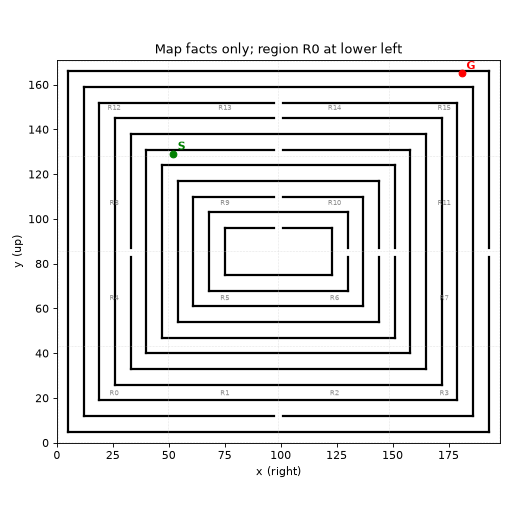 Map facts only; region R0 at lower left
G
160
R12 R13 R14 R15
140
S
120
R8 R9 R10 R11
100
80
R4 R5 R6 R7
60
40
R0 R1 R2 R3
20
0
0 25 50 75 100 125 150 175
x (right)
y (up)